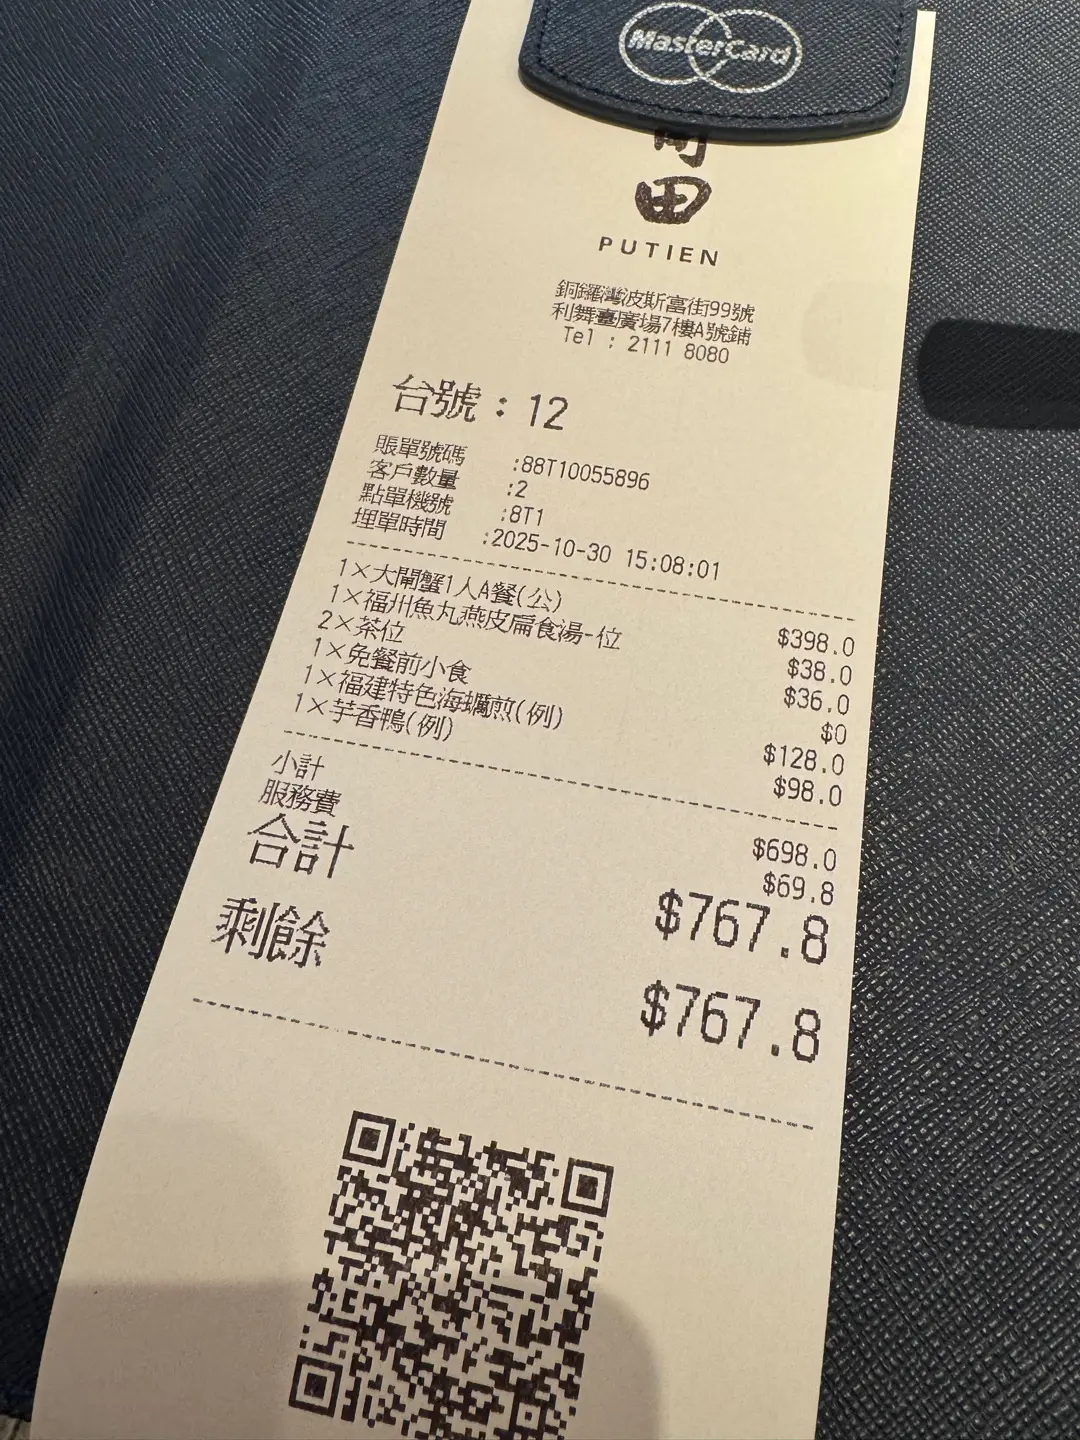 MasterCard
田
PUTIEN
銅鑼灣波斯富街99號
利舞臺廣場7樓A號鋪
Tel : 2111 8080
台號 : 12
賬單號碼 :88T10055896
客戶數量 :2
點單機號 :8T1
埋單時間 :2025-10-30 15:08:01
1×大閘蟹1人A餐(公) $398.0
1×福州魚丸燕皮扁食湯-位 $38.0
2×茶位 $36.0
1×免餐前小食 $0
1×福建特色海蠣煎(例) $128.0
1×芋香鴨(例) $98.0
小計 $698.0
服務費 $69.8
合計 $767.8
剩餘 $767.8